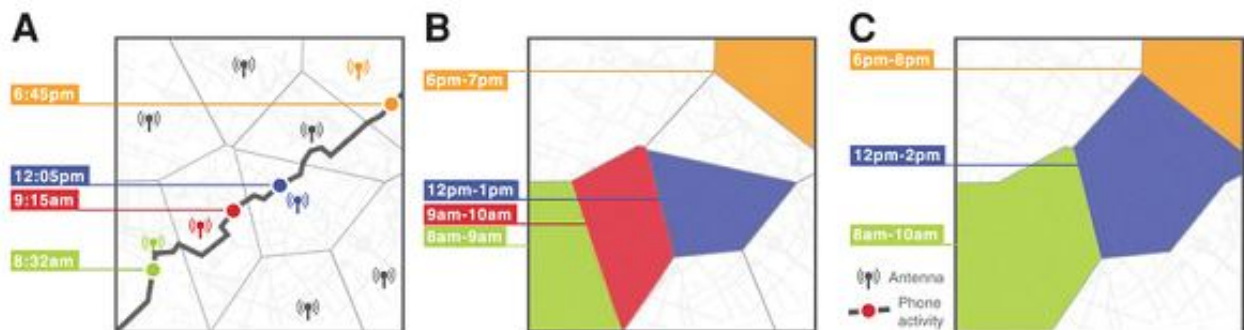 A
6:45pm
12:05pm
9:15am
8:32am
B
6pm-7pm
12pm-1pm
9am-10am
8am-9am
C
6pm-8pm
12pm-2pm
8am-10am
Antenna
Phone
activity